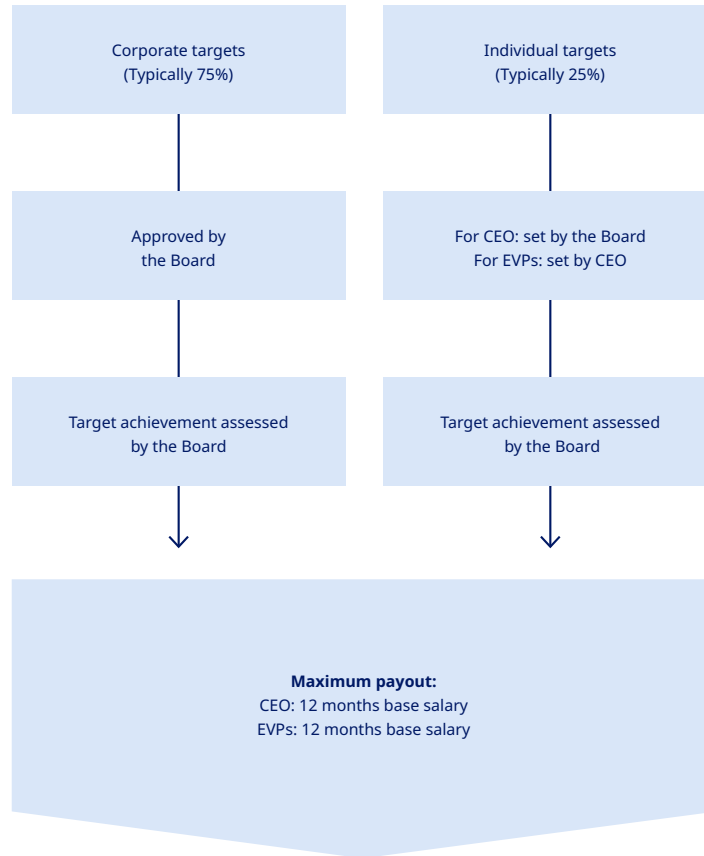 Corporate targets
(Typically 75%)
Individual targets
(Typically 25%)
Approved by
the Board
For CEO: set by the Board
For EVPs: set by CEO
Target achievement assessed
by the Board
Target achievement assessed
by the Board
Maximum payout:
CEO: 12 months base salary
EVPs: 12 months base salary